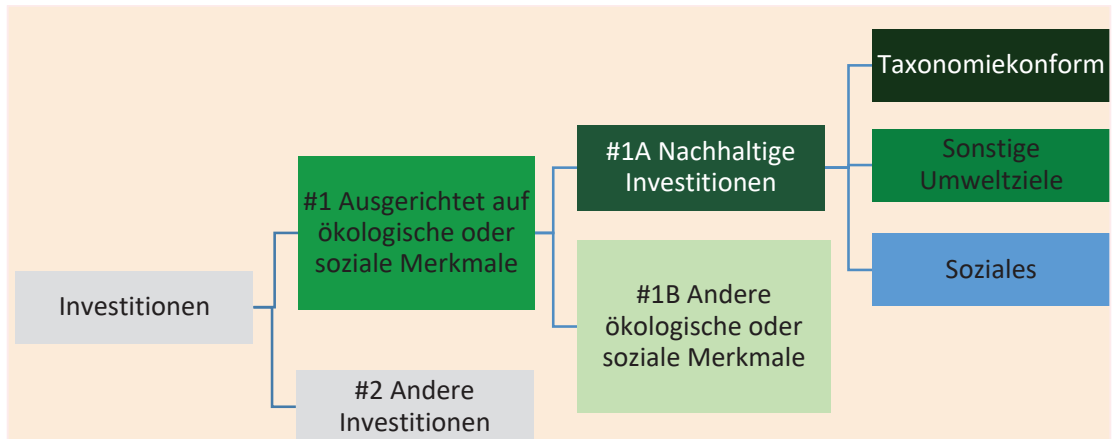 Investitionen
#1 Ausgerichtet auf
ökologische oder
soziale Merkmale
#2 Andere
Investitionen
#1A Nachhaltige
Investitionen
#1B Andere
ökologische oder
soziale Merkmale
Taxonomiekonform
Sonstige
Umweltziele
Soziales